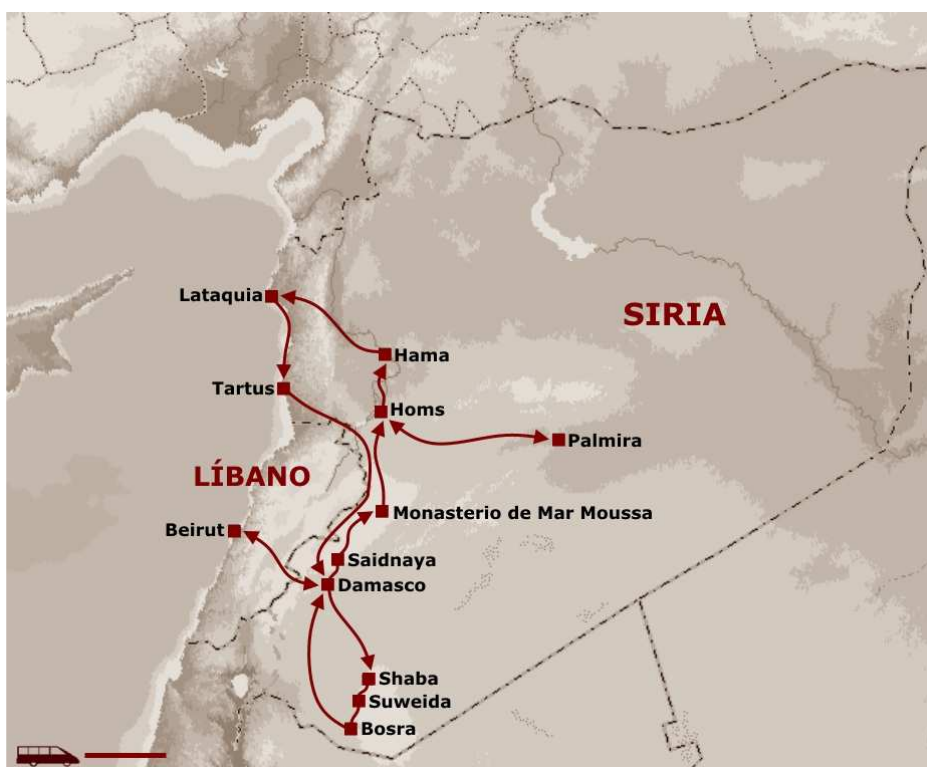 Lataquia
SIRIA
Hama
Tartus
Homs
Palmira
LÍBANO
Monasterio de Mar Moussa
Beirut
Saidnaya
Damasco
Shaba
Suweida
Bosra